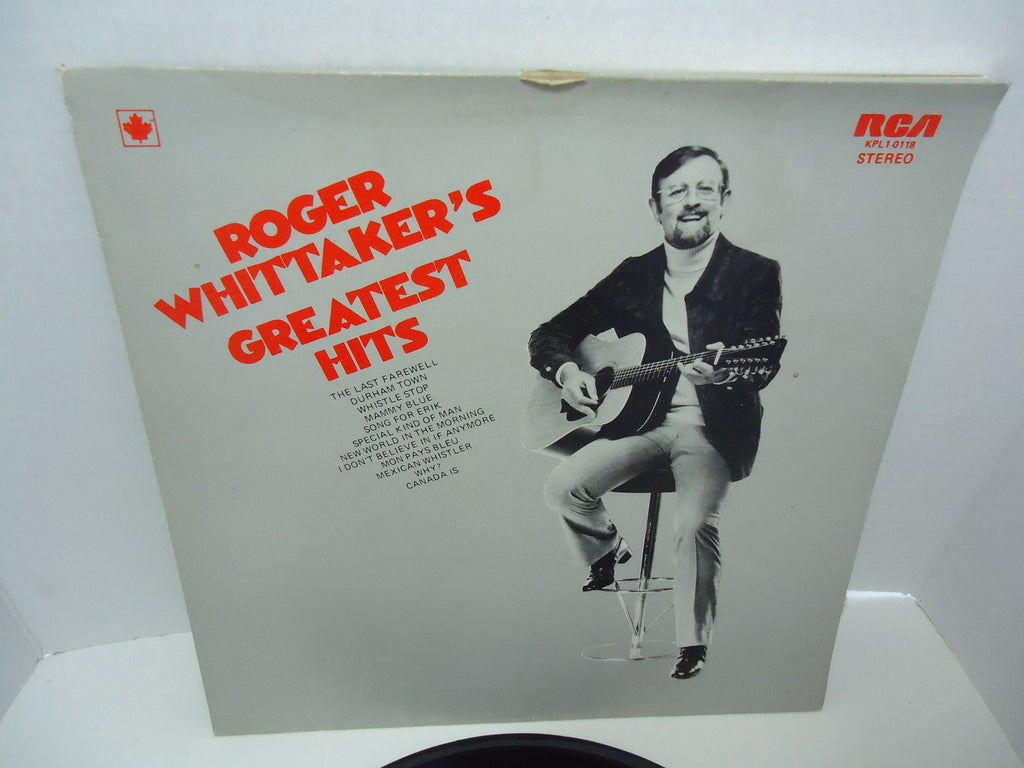 RCA
KPL1-0118
STEREO
ROGER
WHITTAKER'S
GREATEST
HITS
THE LAST FAREWELL
DURHAM TOWN
WHISTLE STOP
MAMMY BLUE
SONG FOR ERIK
SPECIAL KIND OF MAN
NEW WORLD IN THE MORNING
I DON'T BELIEVE IN IF ANYMORE
MON PAYS BLEU
MEXICAN WHISTLER
WHY?
CANADA IS